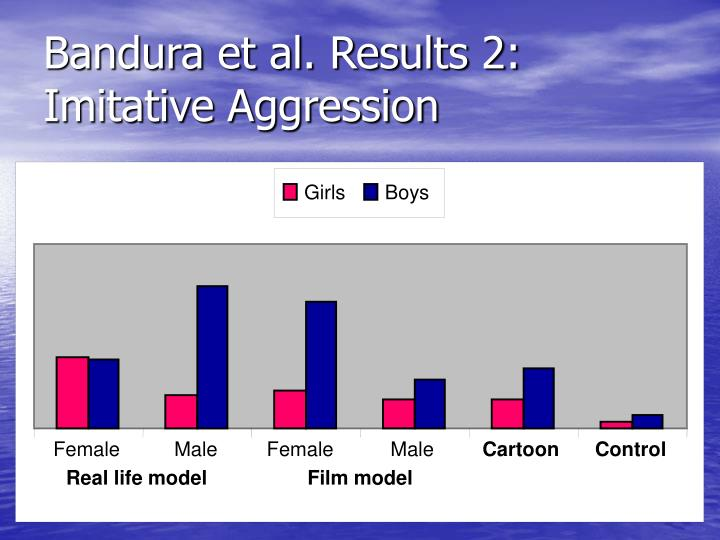 Bandura et al. Results 2:
Imitative Aggression
Girls Boys
Female Male Female Male Cartoon Control
Real life model Film model